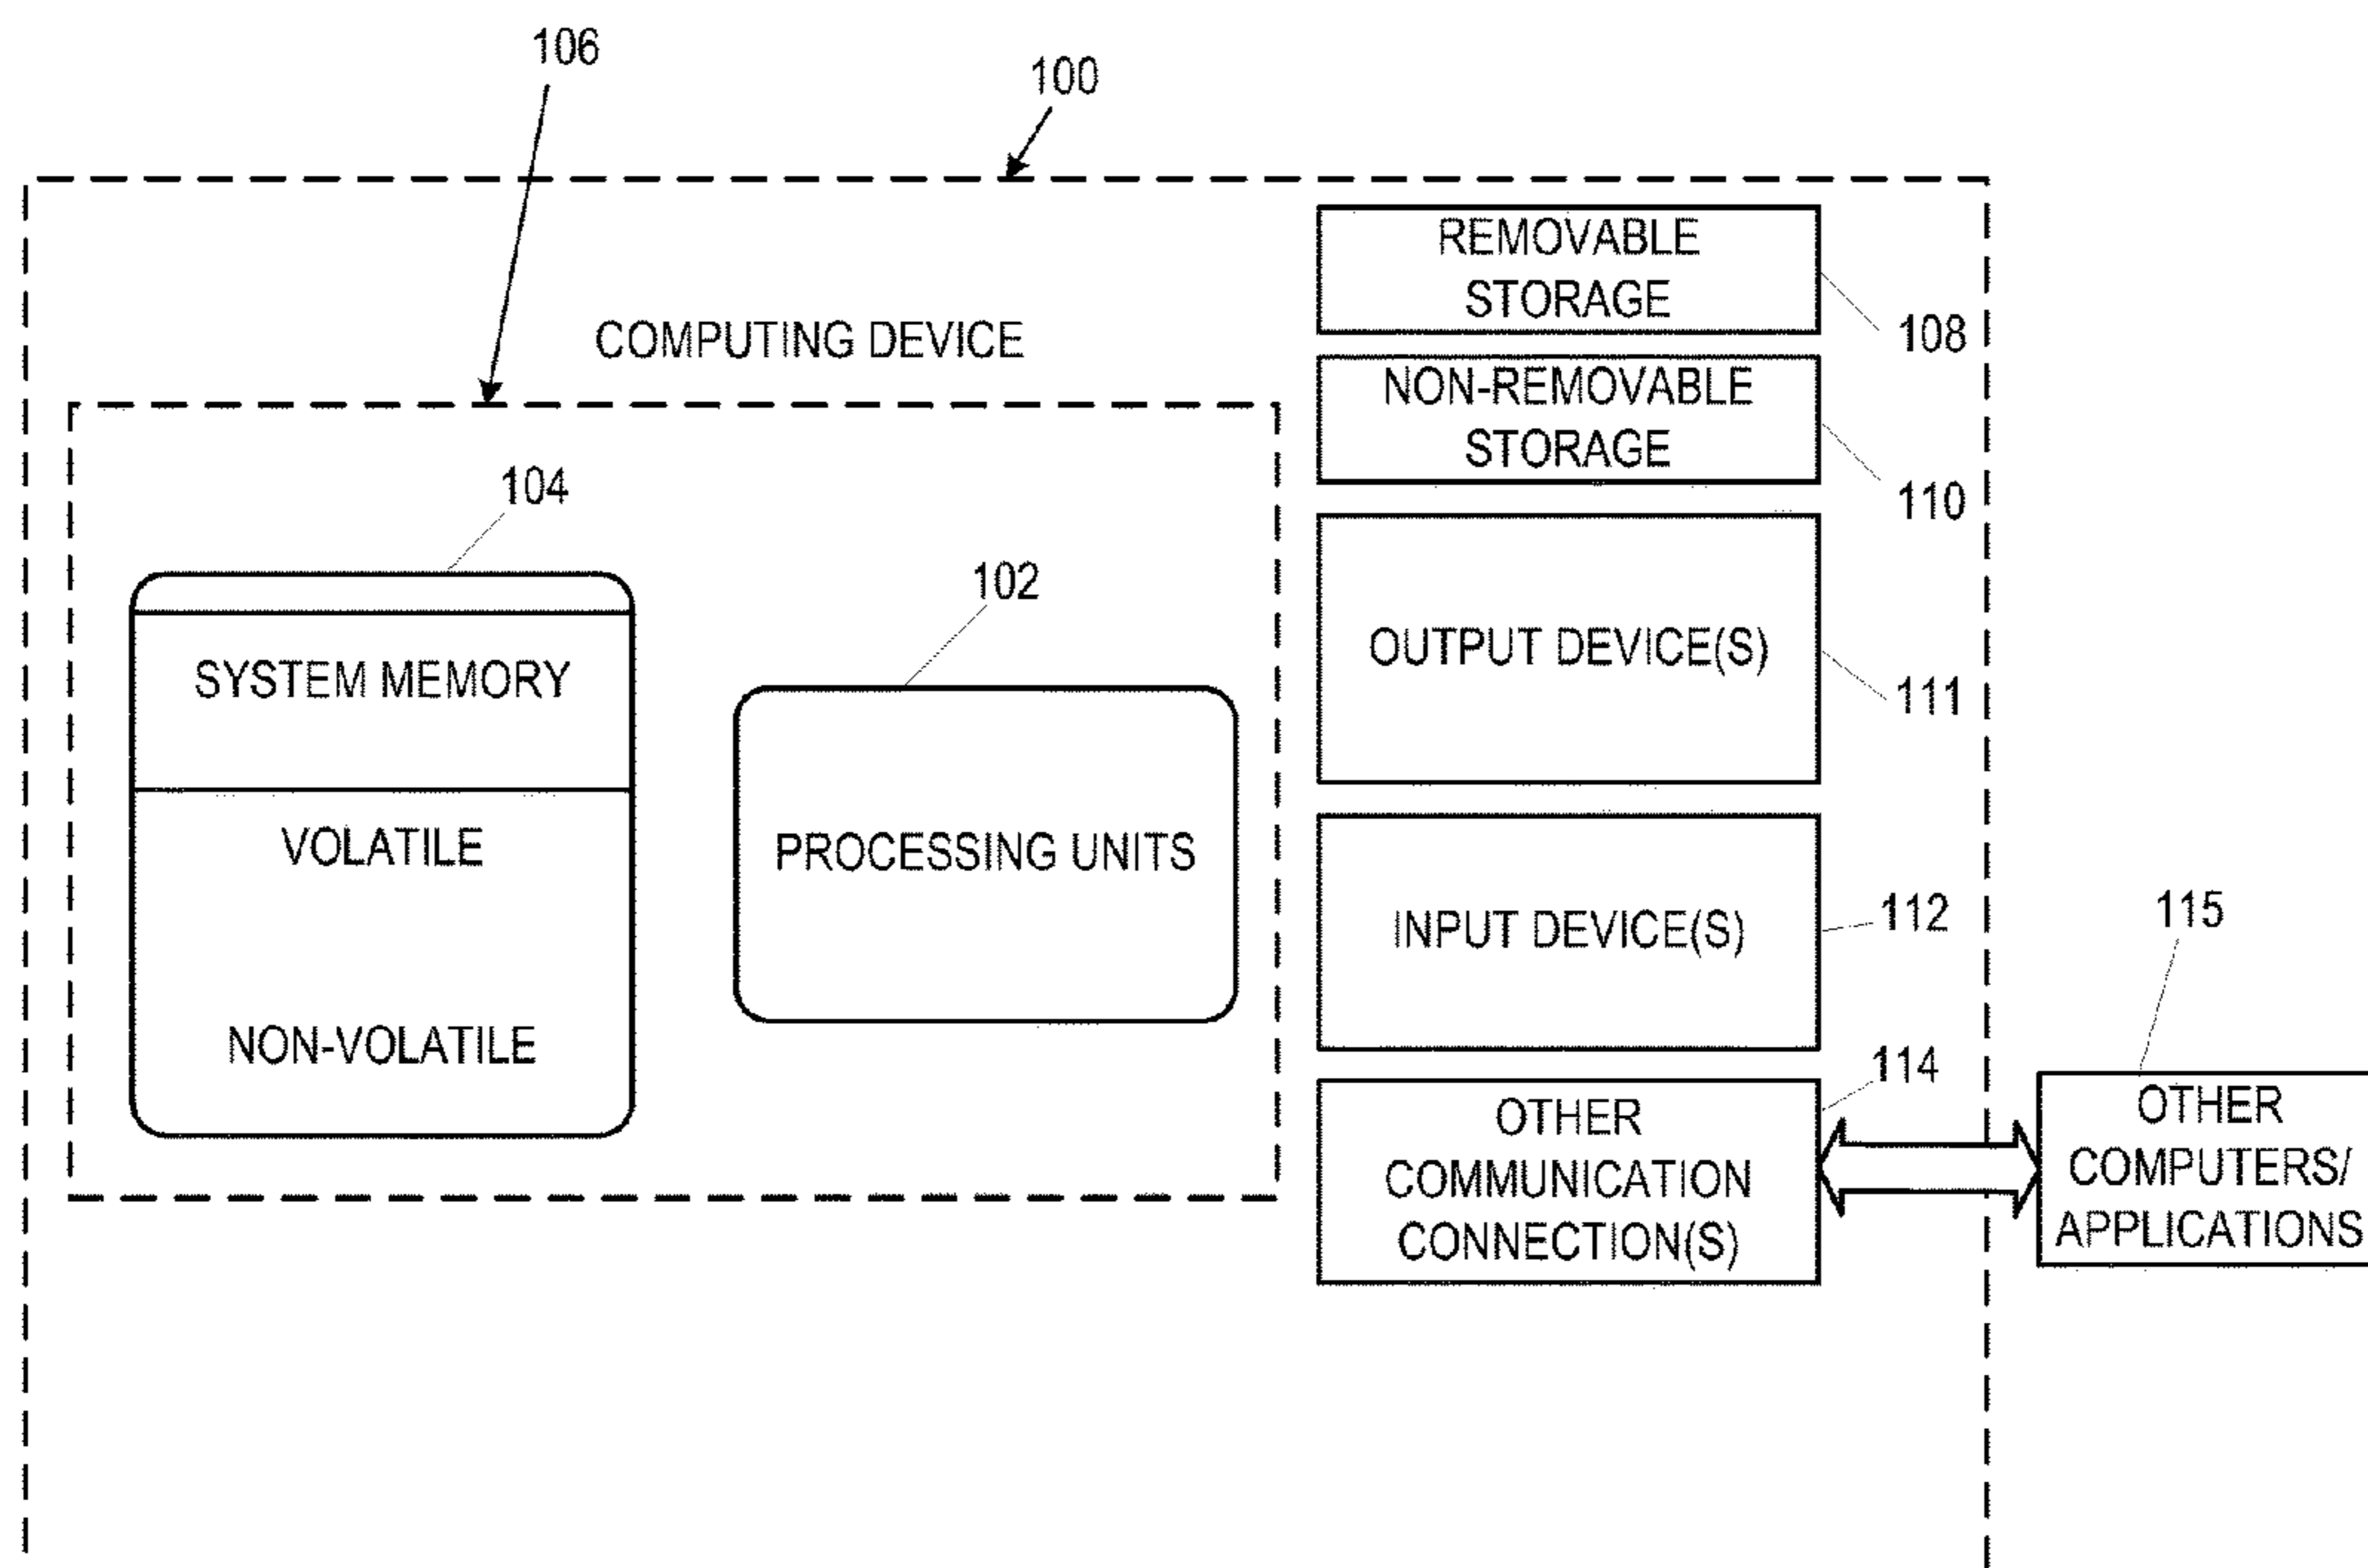 106
100
REMOVABLE
STORAGE
108
COMPUTING DEVICE
NON-REMOVABLE
STORAGE
110
104
102
SYSTEM MEMORY
VOLATILE
NON-VOLATILE
PROCESSING UNITS
OUTPUT DEVICE(S)
111
INPUT DEVICE(S)
112
114
OTHER
COMMUNICATION
CONNECTION(S)
115
OTHER
COMPUTERS/
APPLICATIONS